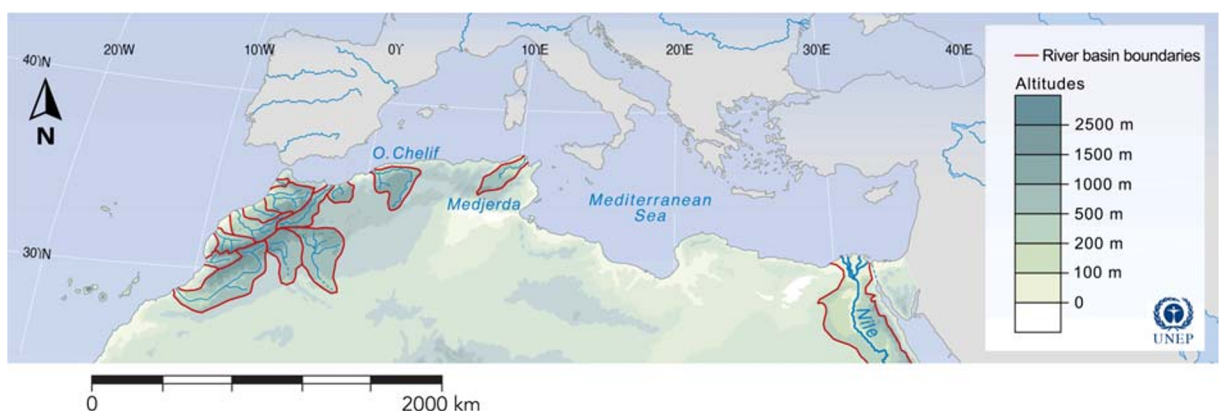 20˚W
10˚W
0˚
10˚E
20˚E
30˚E
40˚E
40˚N
30˚N
N
O. Chelif
Medjerda
Mediterranean
Sea
Nile
River basin boundaries
Altitudes
2500 m
1500 m
1000 m
500 m
200 m
100 m
0
UNEP
0
2000 km